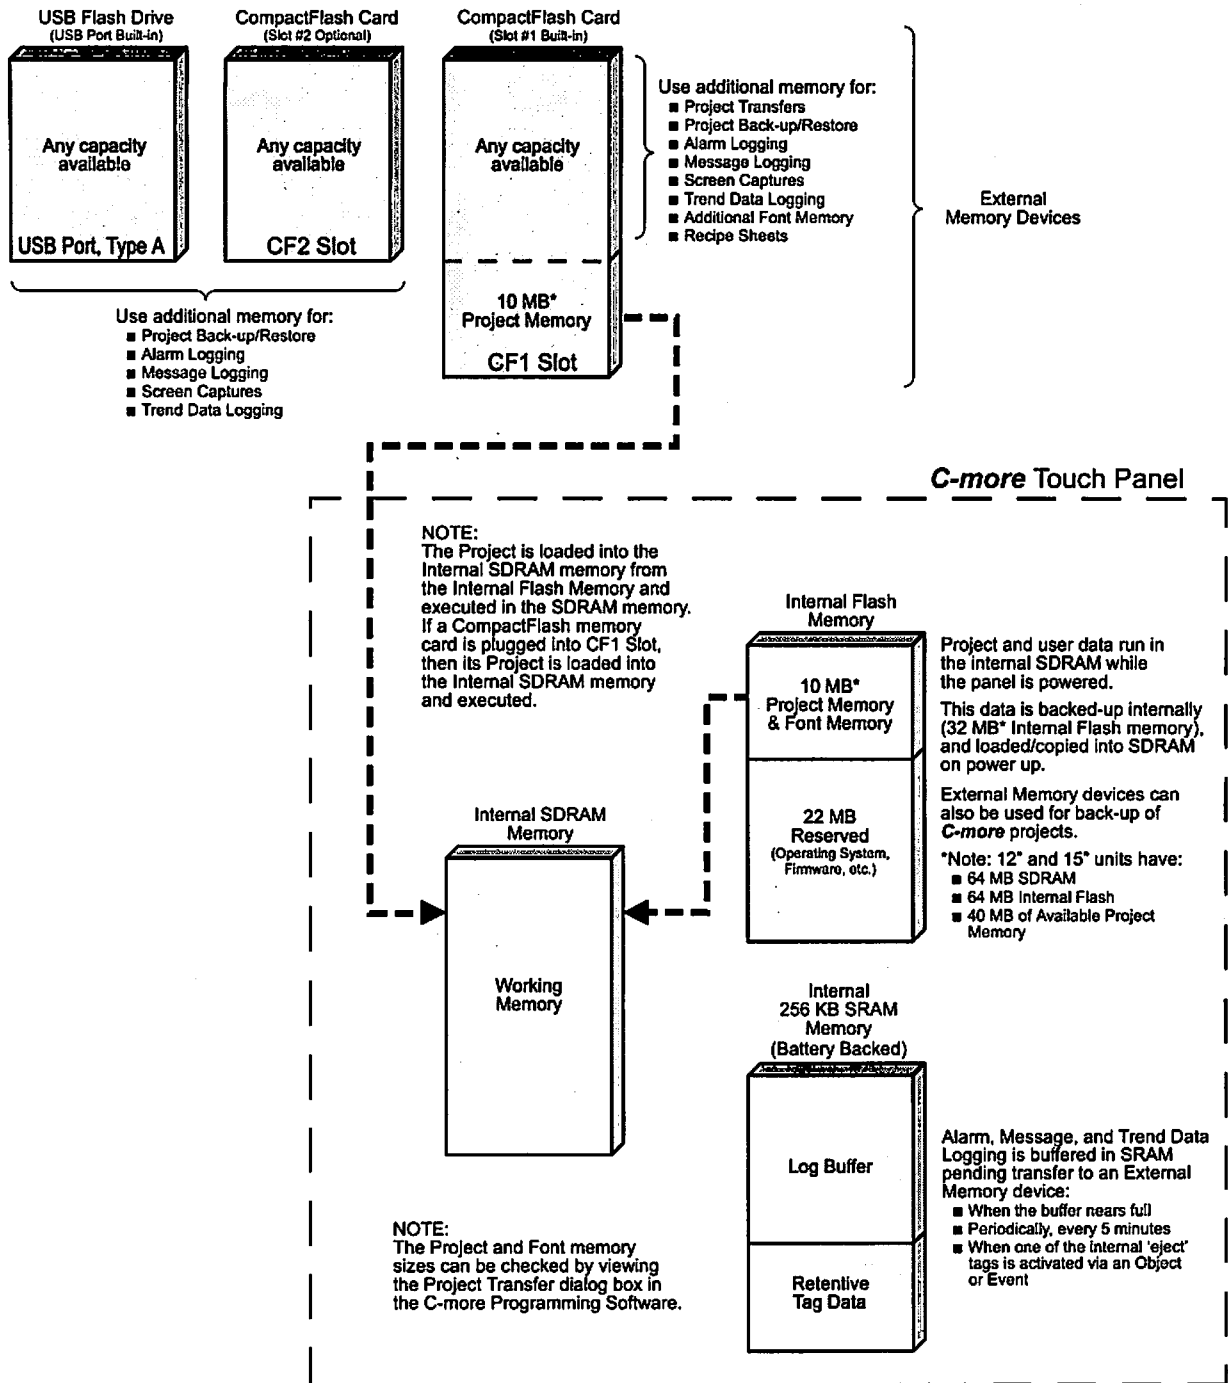 USB Flash Drive
(USB Port Built-in)
CompactFlash Card
(Slot #2 Optional)
CompactFlash Card
(Slot #1 Built-in)
Any capacity
available
USB Port, Type A
Any capacity
available
CF2 Slot
Any capacity
available
10 MB*
Project Memory
CF1 Slot
Use additional memory for:
■ Project Transfers
■ Project Back-up/Restore
■ Alarm Logging
■ Message Logging
■ Screen Captures
■ Trend Data Logging
■ Additional Font Memory
■ Recipe Sheets
External
Memory Devices
Use additional memory for:
■ Project Back-up/Restore
■ Alarm Logging
■ Message Logging
■ Screen Captures
■ Trend Data Logging
C-more Touch Panel
NOTE:
The Project is loaded into the
Internal SDRAM memory from
the Internal Flash Memory and
executed in the SDRAM memory.
If a CompactFlash memory
card is plugged into CF1 Slot,
then its Project is loaded into
the Internal SDRAM memory
and executed.
Internal Flash
Memory
10 MB*
Project Memory
& Font Memory
22 MB
Reserved
(Operating System,
Firmware, etc.)
Project and user data run in
the internal SDRAM while
the panel is powered.
This data is backed-up internally
(32 MB* Internal Flash memory),
and loaded/copied into SDRAM
on power up.
External Memory devices can
also be used for back-up of
C-more projects.
*Note: 12" and 15" units have:
■ 64 MB SDRAM
■ 64 MB Internal Flash
■ 40 MB of Available Project
Memory
Internal SDRAM
Memory
Working
Memory
Internal
256 KB SRAM
Memory
(Battery Backed)
Log Buffer
Retentive
Tag Data
Alarm, Message, and Trend Data
Logging is buffered in SRAM
pending transfer to an External
Memory device:
■ When the buffer nears full
■ Periodically, every 5 minutes
■ When one of the internal 'eject'
tags is activated via an Object
or Event
NOTE:
The Project and Font memory
sizes can be checked by viewing
the Project Transfer dialog box in
the C-more Programming Software.